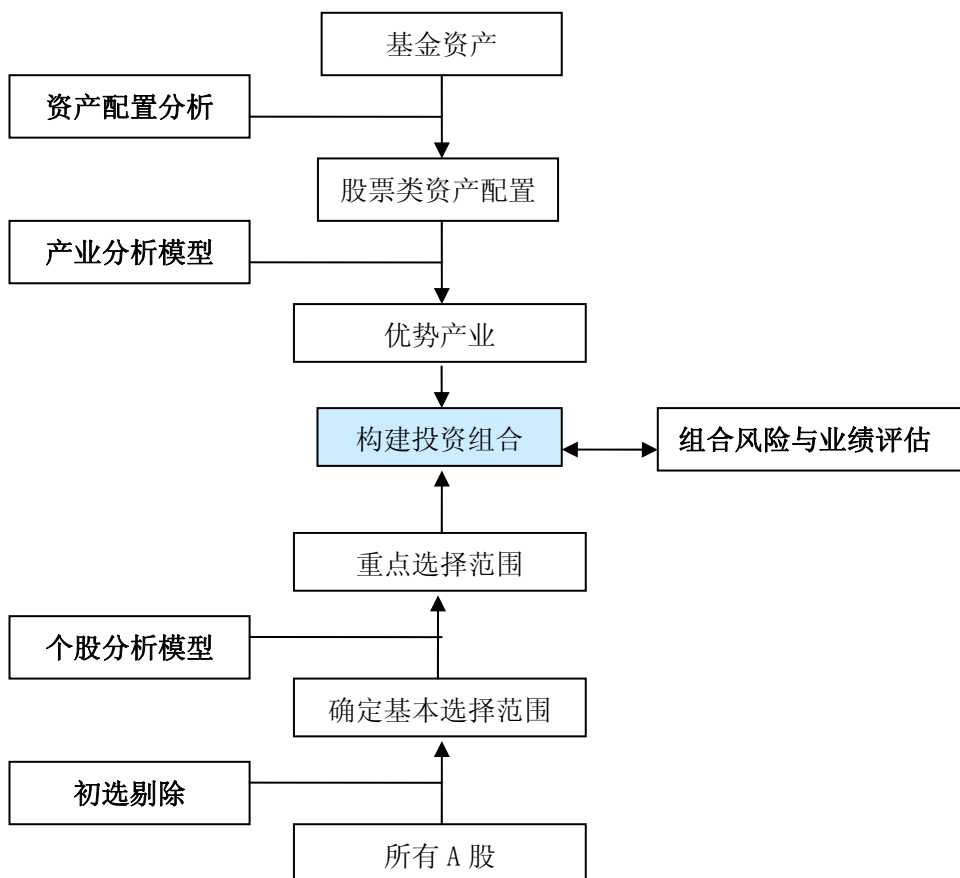 基金资产
资产配置分析
股票类资产配置
产业分析模型
优势产业
构建投资组合
组合风险与业绩评估
重点选择范围
个股分析模型
确定基本选择范围
初选剔除
所有 A 股